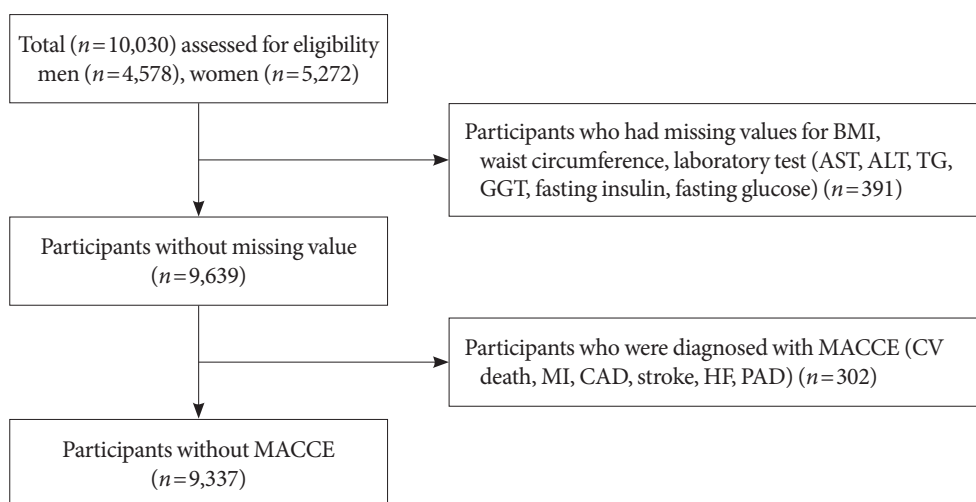 Total (n=10,030) assessed for eligibility
men (n=4,578), women (n=5,272)
Participants who had missing values for BMI,
waist circumference, laboratory test (AST, ALT, TG,
GGT, fasting insulin, fasting glucose) (n=391)
Participants without missing value
(n=9,639)
Participants who were diagnosed with MACCE (CV
death, MI, CAD, stroke, HF, PAD) (n=302)
Participants without MACCE
(n=9,337)